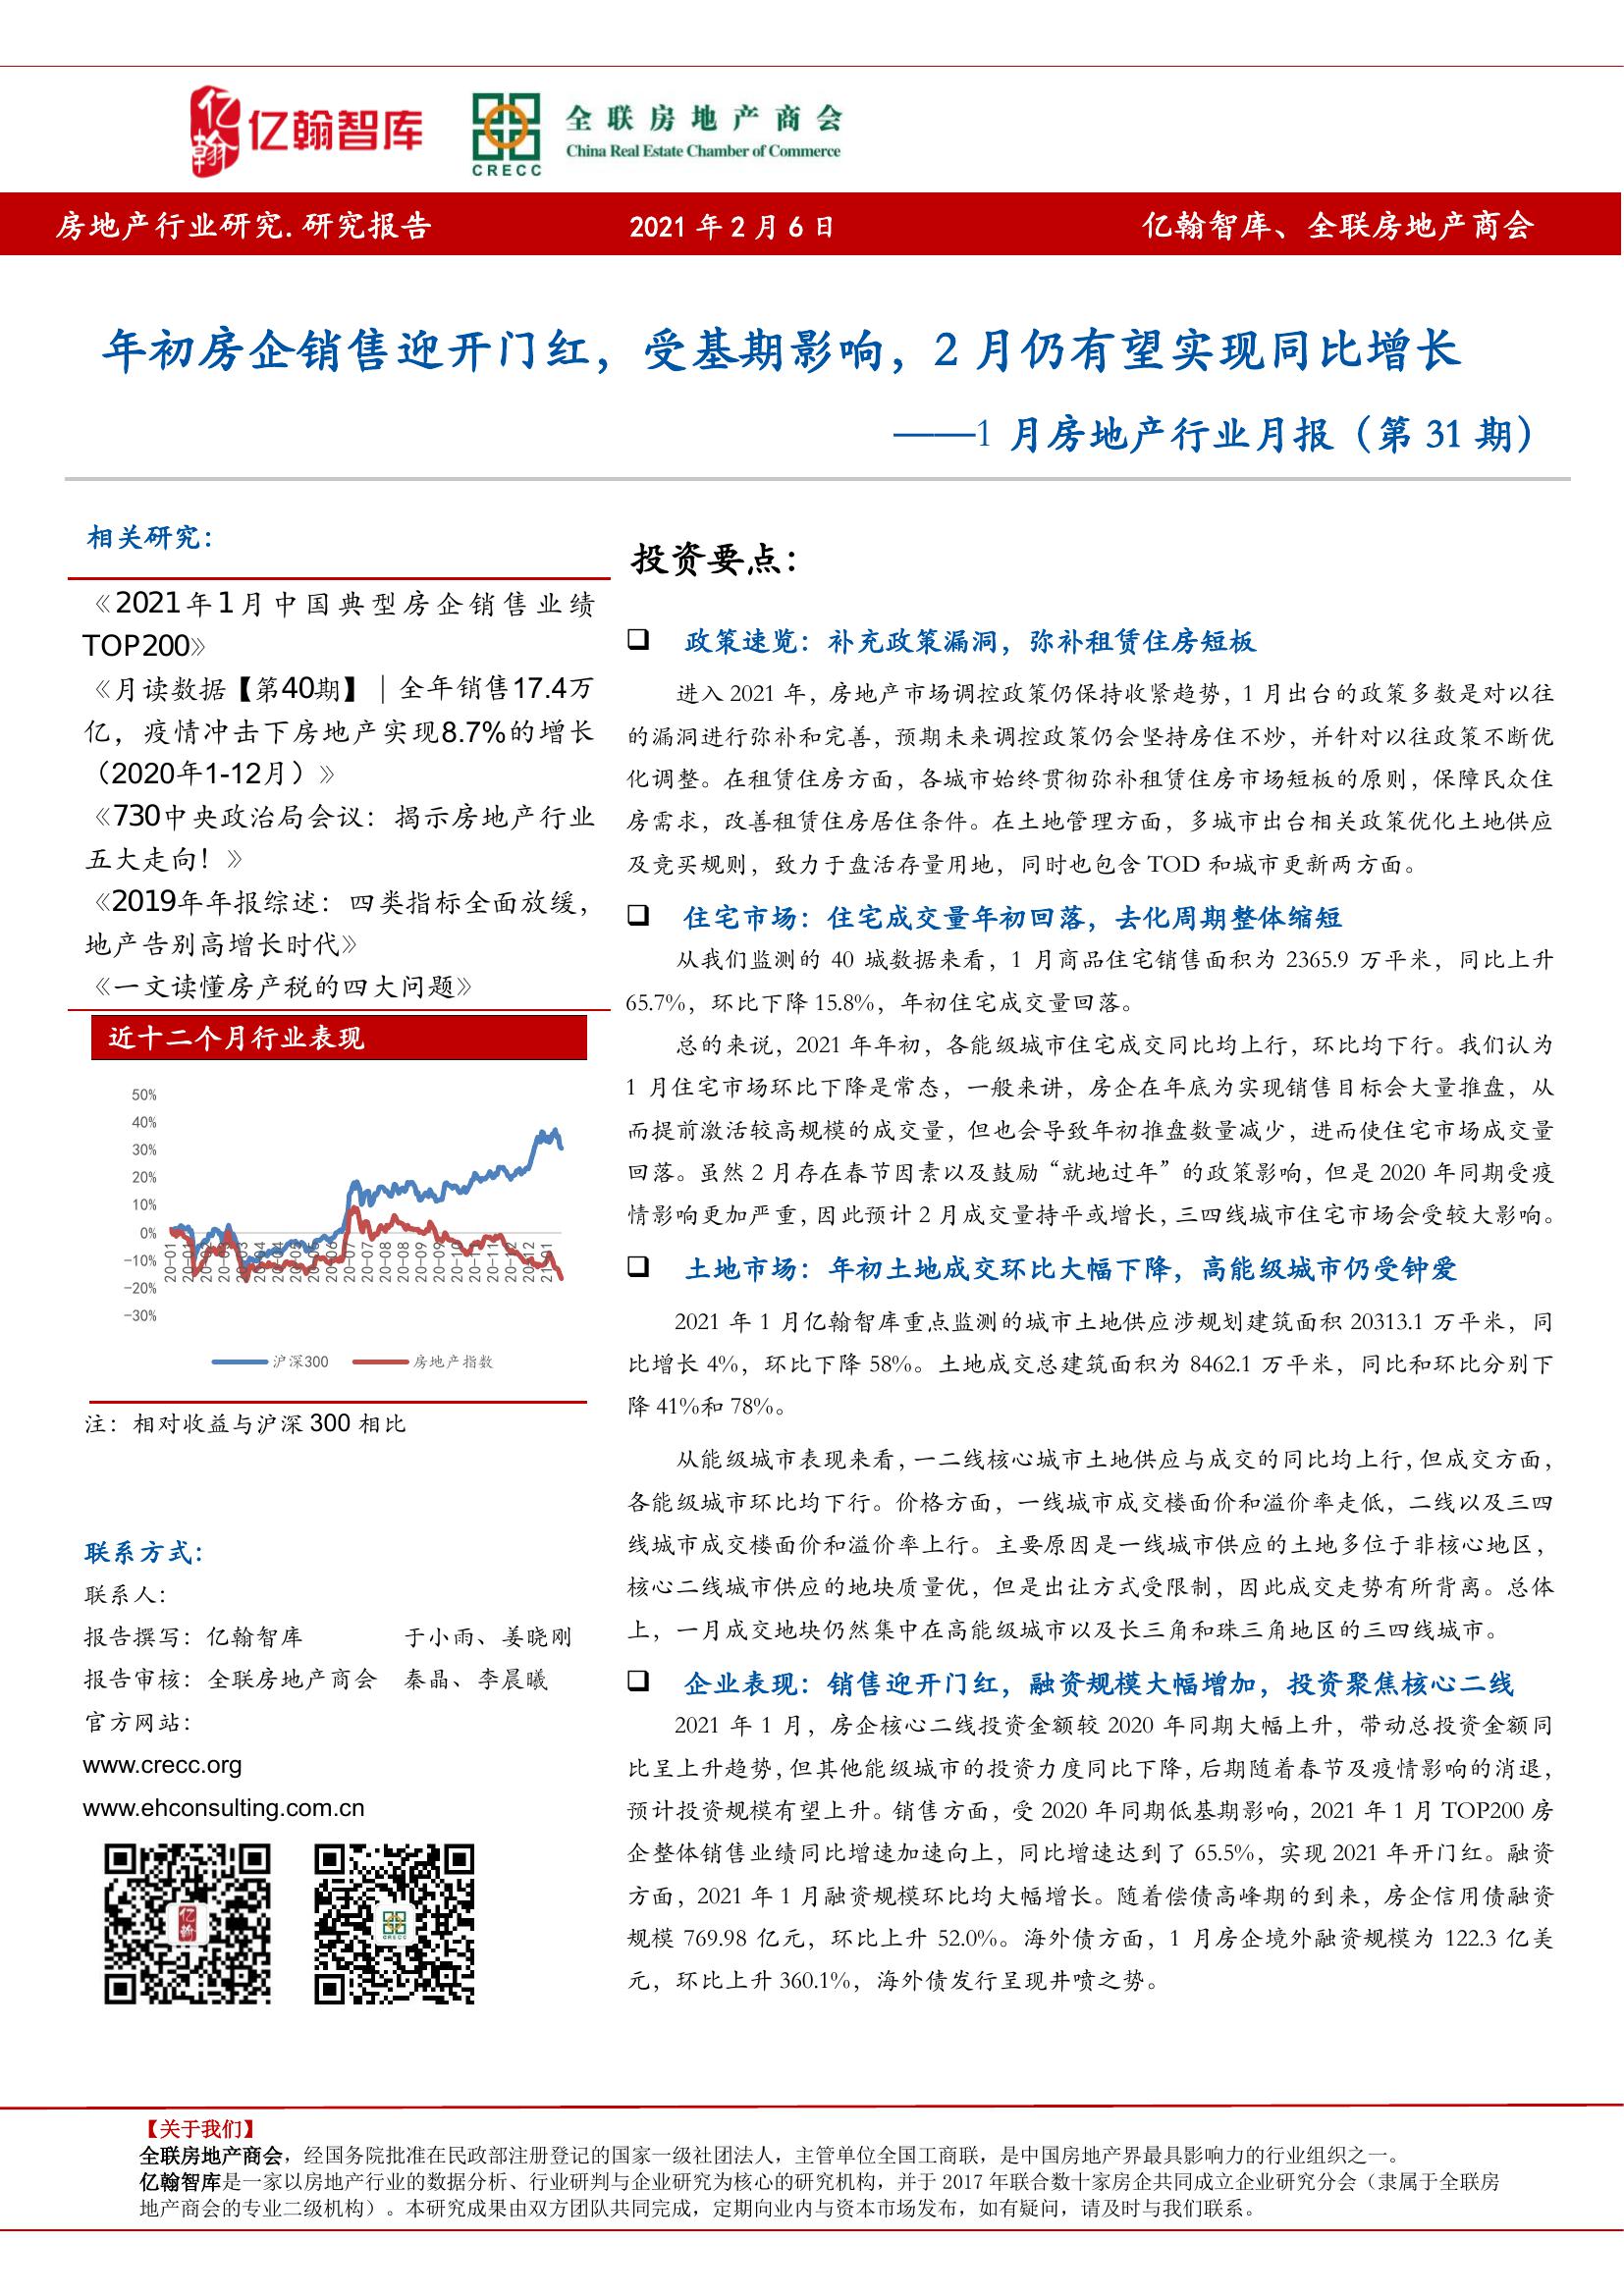 亿翰
亿翰智库
CRECC
全联房地产商会
China Real Estate Chamber of Commerce
房地产行业研究.研究报告
2021 年 2 月 6 日
亿翰智库、全联房地产商会
年初房企销售迎开门红，受基期影响，2 月仍有望实现同比增长
——1 月房地产行业月报（第 31 期）
相关研究：
《2021年1月中国典型房企销售业绩
TOP200》
《月读数据【第40期】｜全年销售17.4万
亿，疫情冲击下房地产实现8.7%的增长
（2020年1-12月）》
《730中央政治局会议：揭示房地产行业
五大走向！》
《2019年年报综述：四类指标全面放缓，
地产告别高增长时代》
《一文读懂房产税的四大问题》
近十二个月行业表现
50%
40%
30%
20%
10%
0%
-10%
-20%
-30%
20-01
20-04
20-06
20-07
20-07
20-08
20-08
20-09
20-09
20-10
20-11
20-12
20-12
沪深300
房地产指数
注：相对收益与沪深 300 相比
联系方式：
联系人：
报告撰写：亿翰智库 于小雨、姜晓刚
报告审核：全联房地产商会 秦晶、李晨曦
官方网站：
www.crecc.org
www.ehconsulting.com.cn
亿翰
CRECC
投资要点：
政策速览：补充政策漏洞，弥补租赁住房短板
进入 2021 年，房地产市场调控政策仍保持收紧趋势，1 月出台的政策多数是对以往
的漏洞进行弥补和完善，预期未来调控政策仍会坚持房住不炒，并针对以往政策不断优
化调整。在租赁住房方面，各城市始终贯彻弥补租赁住房市场短板的原则，保障民众住
房需求，改善租赁住房居住条件。在土地管理方面，多城市出台相关政策优化土地供应
及竞买规则，致力于盘活存量用地，同时也包含 TOD 和城市更新两方面。
住宅市场：住宅成交量年初回落，去化周期整体缩短
从我们监测的 40 城数据来看，1 月商品住宅销售面积为 2365.9 万平米，同比上升
65.7%，环比下降 15.8%，年初住宅成交量回落。
总的来说，2021 年年初，各能级城市住宅成交同比均上行，环比均下行。我们认为
1 月住宅市场环比下降是常态，一般来讲，房企在年底为实现销售目标会大量推盘，从
而提前激活较高规模的成交量，但也会导致年初推盘数量减少，进而使住宅市场成交量
回落。虽然 2 月存在春节因素以及鼓励“就地过年”的政策影响，但是 2020 年同期受疫
情影响更加严重，因此预计 2 月成交量持平或增长，三四线城市住宅市场会受较大影响。
土地市场：年初土地成交环比大幅下降，高能级城市仍受钟爱
2021 年 1 月亿翰智库重点监测的城市土地供应涉规划建筑面积 20313.1 万平米，同
比增长 4%，环比下降 58%。土地成交总建筑面积为 8462.1 万平米，同比和环比分别下
降 41%和 78%。
从能级城市表现来看，一二线核心城市土地供应与成交的同比均上行，但成交方面，
各能级城市环比均下行。价格方面，一线城市成交楼面价和溢价率走低，二线以及三四
线城市成交楼面价和溢价率上行。主要原因是一线城市供应的土地多位于非核心地区，
核心二线城市供应的地块质量优，但是出让方式受限制，因此成交走势有所背离。总体
上，一月成交地块仍然集中在高能级城市以及长三角和珠三角地区的三四线城市。
企业表现：销售迎开门红，融资规模大幅增加，投资聚焦核心二线
2021 年 1 月，房企核心二线投资金额较 2020 年同期大幅上升，带动总投资金额同
比呈上升趋势，但其他能级城市的投资力度同比下降，后期随着春节及疫情影响的消退，
预计投资规模有望上升。销售方面，受 2020 年同期低基期影响，2021 年 1 月 TOP200 房
企整体销售业绩同比增速加速向上，同比增速达到了 65.5%，实现 2021 年开门红。融资
方面，2021 年 1 月融资规模环比均大幅增长。随着偿债高峰期的到来，房企信用债融资
规模 769.98 亿元，环比上升 52.0%。海外债方面，1 月房企境外融资规模为 122.3 亿美
元，环比上升 360.1%，海外债发行呈现井喷之势。
【关于我们】
全联房地产商会，经国务院批准在民政部注册登记的国家一级社团法人，主管单位全国工商联，是中国房地产界最具影响力的行业组织之一。
亿翰智库是一家以房地产行业的数据分析、行业研判与企业研究为核心的研究机构，并于 2017 年联合数十家房企共同成立企业研究分会（隶属于全联房
地产商会的专业二级机构）。本研究成果由双方团队共同完成，定期向业内与资本市场发布，如有疑问，请及时与我们联系。